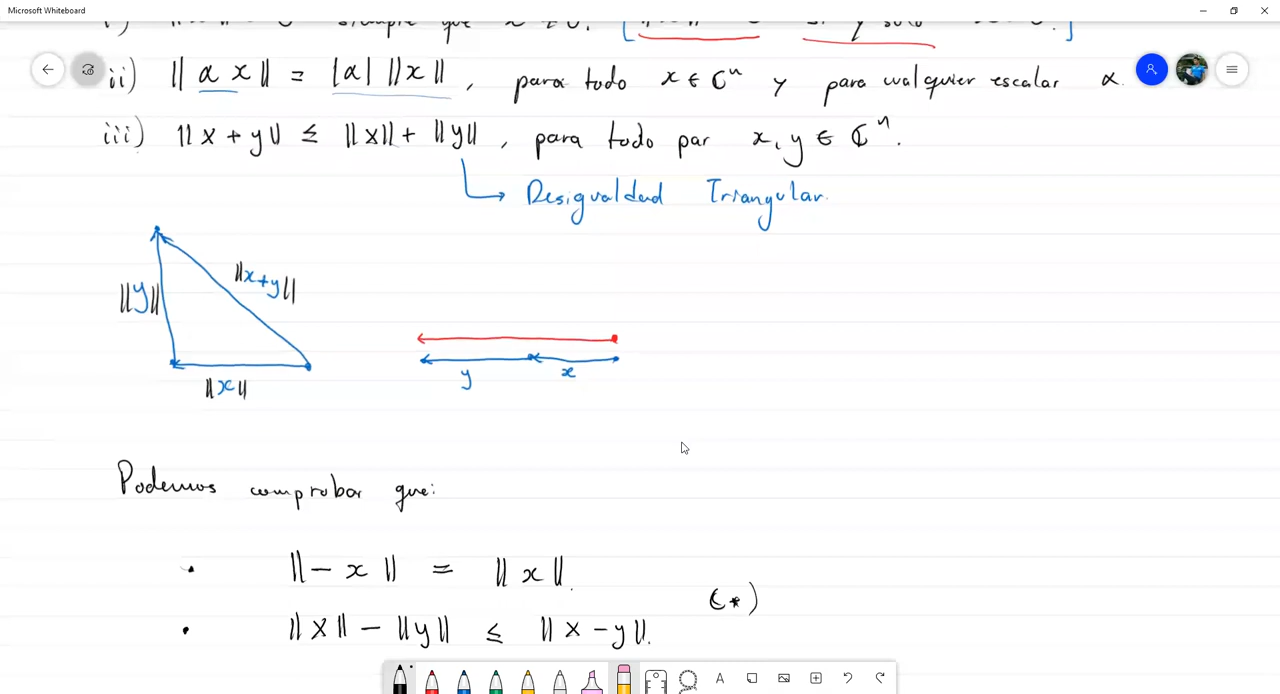 Microsoft Whiteboard
ii) ||α x|| = |α| ||x||, para todo x ∈ ℂⁿ y para cualquier escalar α.
iii) ||x + y|| ≤ ||x|| + ||y||, para todo par x, y ∈ ℂⁿ.
Desigualdad Triangular.
||x+y||
||y||
||x||
y x
Podemos comprobar que:
• ||-x|| = ||x||.
(*)
• ||x|| - ||y|| ≤ ||x - y||.
A